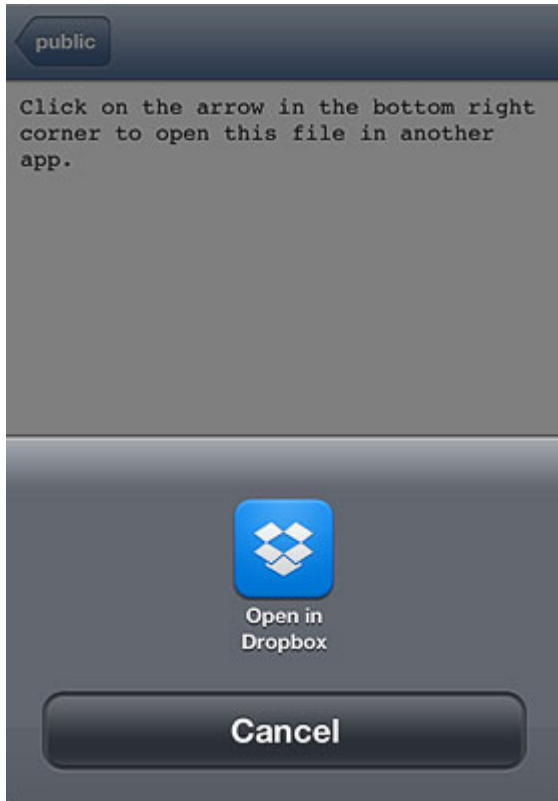 public
Click on the arrow in the bottom right
corner to open this file in another
app.
Open in
Dropbox
Cancel